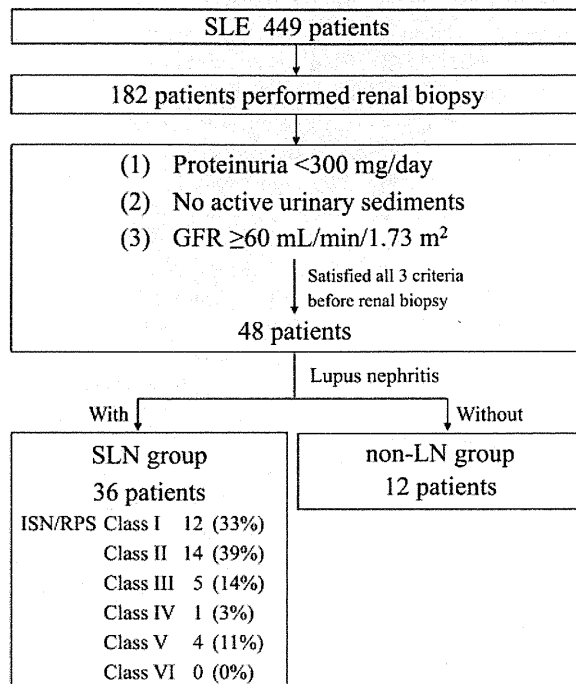 SLE 449 patients
182 patients performed renal biopsy
(1) Proteinuria <300 mg/day
(2) No active urinary sediments
(3) GFR ≥60 mL/min/1.73 m²
Satisfied all 3 criteria
before renal biopsy
48 patients
Lupus nephritis
With
Without
SLN group
36 patients
ISN/RPS Class I 12 (33%)
Class II 14 (39%)
Class III 5 (14%)
Class IV 1 (3%)
Class V 4 (11%)
Class VI 0 (0%)
non-LN group
12 patients